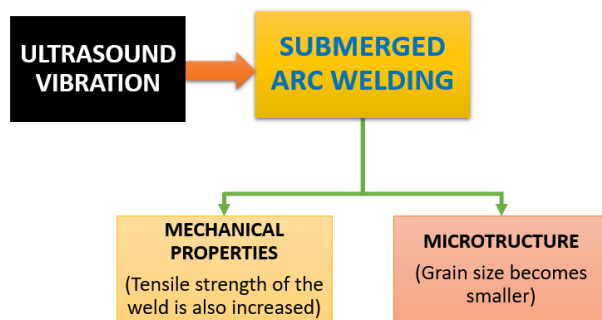 ULTRASOUND
VIBRATION
SUBMERGED
ARC WELDING
MECHANICAL
PROPERTIES
(Tensile strength of the
weld is also increased)
MICROTRUCTURE
(Grain size becomes
smaller)